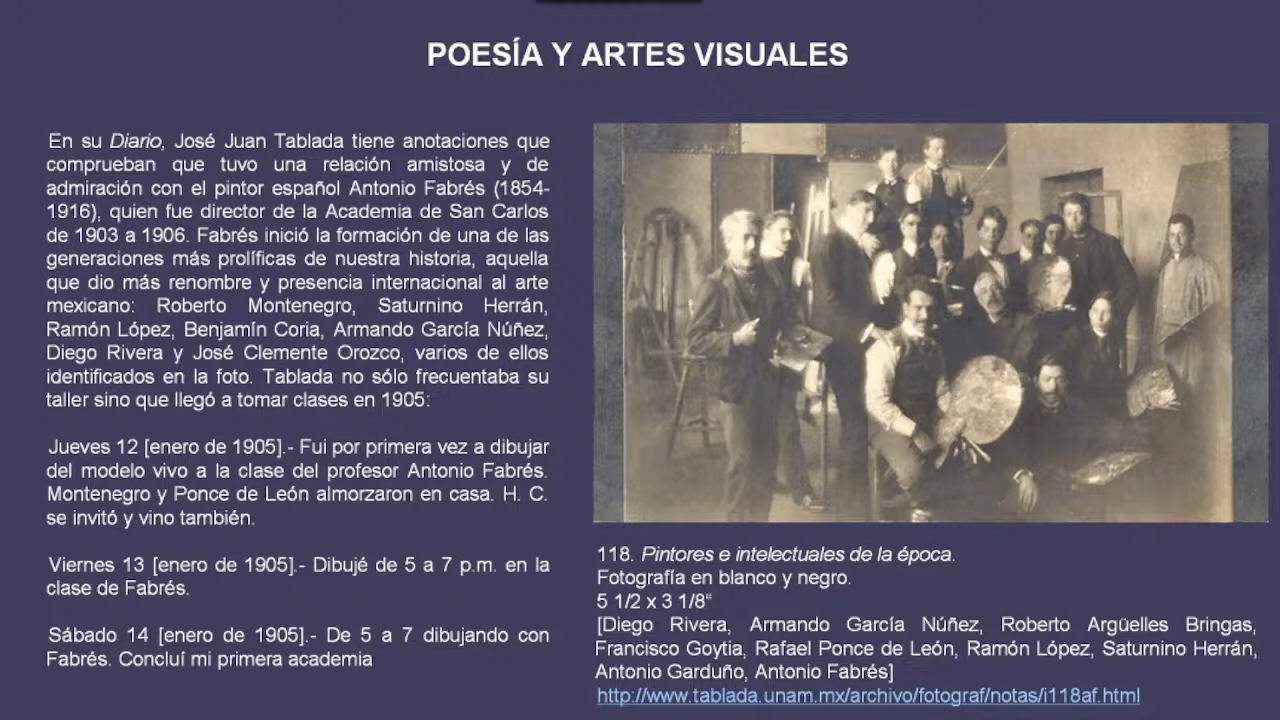 POESÍA Y ARTES VISUALES
En su Diario, José Juan Tablada tiene anotaciones que
comprueban que tuvo una relación amistosa y de
admiración con el pintor español Antonio Fabrés (1854-
1916), quien fue director de la Academia de San Carlos
de 1903 a 1906. Fabrés inició la formación de una de las
generaciones más prolíficas de nuestra historia, aquella
que dio más renombre y presencia internacional al arte
mexicano: Roberto Montenegro, Saturnino Herrán,
Ramón López, Benjamín Coria, Armando García Núñez,
Diego Rivera y José Clemente Orozco, varios de ellos
identificados en la foto. Tablada no sólo frecuentaba su
taller sino que llegó a tomar clases en 1905:
Jueves 12 [enero de 1905].- Fui por primera vez a dibujar
del modelo vivo a la clase del profesor Antonio Fabrés.
Montenegro y Ponce de León almorzaron en casa. H. C.
se invitó y vino también.
Viernes 13 [enero de 1905].- Dibujé de 5 a 7 p.m. en la
clase de Fabrés.
Sábado 14 [enero de 1905].- De 5 a 7 dibujando con
Fabrés. Concluí mi primera academia
118. Pintores e intelectuales de la época.
Fotografía en blanco y negro.
5 1/2 x 3 1/8“
[Diego Rivera, Armando García Núñez, Roberto Argüelles Bringas,
Francisco Goytia, Rafael Ponce de León, Ramón López, Saturnino Herrán,
Antonio Garduño, Antonio Fabrés]
http://www.tablada.unam.mx/archivo/fotograf/notas/i118af.html